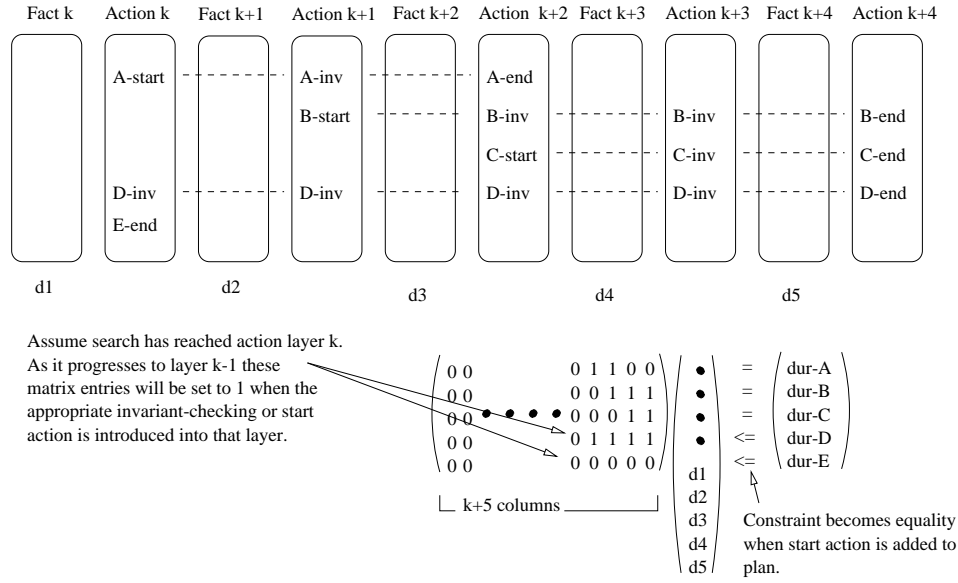 Fact k Action k Fact k+1 Action k+1 Fact k+2 Action k+2 Fact k+3 Action k+3 Fact k+4 Action k+4
A-start A-inv A-end
B-start B-inv B-inv B-end
C-start C-inv C-end
D-inv D-inv D-inv D-inv D-end
E-end
d1 d2 d3 d4 d5
Assume search has reached action layer k.
As it progresses to layer k-1 these
matrix entries will be set to 1 when the
appropriate invariant-checking or start
action is introduced into that layer.
0 0 0 1 1 0 0 = dur-A
0 0 0 0 1 1 1 = dur-B
0 0 0 0 0 1 1 = dur-C
0 0 0 1 1 1 1 <= dur-D
0 0 0 0 0 0 0 <= dur-E
d1
d2
d3
d4
d5
k+5 columns
Constraint becomes equality
when start action is added to
plan.